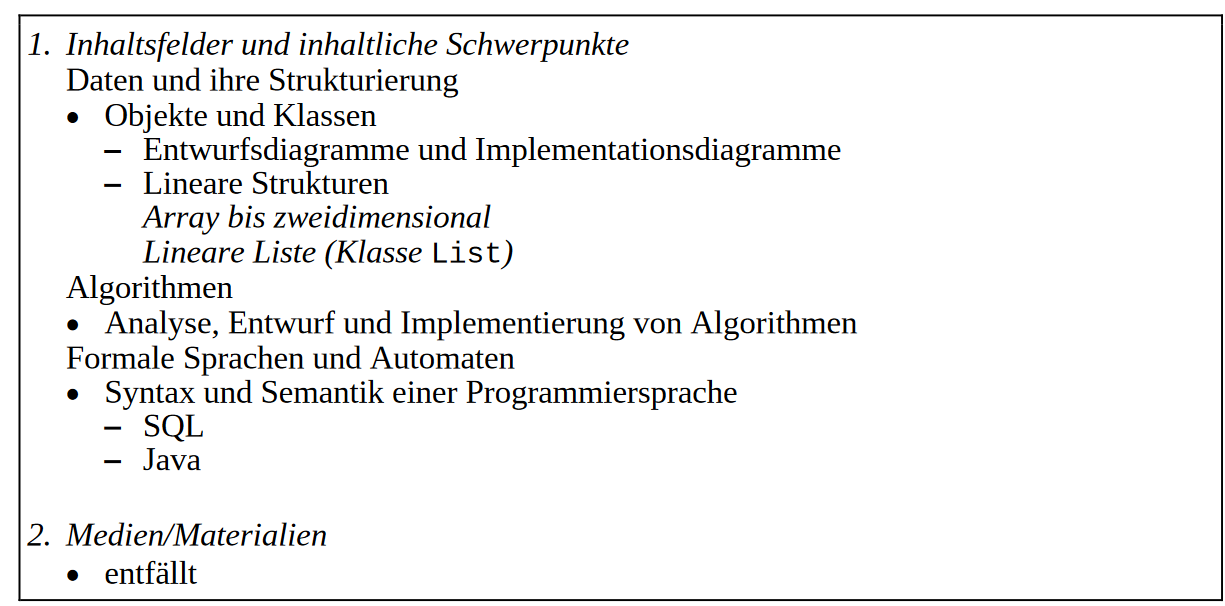 1. Inhaltsfelder und inhaltliche Schwerpunkte
Daten und ihre Strukturierung
• Objekte und Klassen
– Entwurfsdiagramme und Implementationsdiagramme
– Lineare Strukturen
Array bis zweidimensional
Lineare Liste (Klasse List)
Algorithmen
• Analyse, Entwurf und Implementierung von Algorithmen
Formale Sprachen und Automaten
• Syntax und Semantik einer Programmiersprache
– SQL
– Java
2. Medien/Materialien
• entfällt